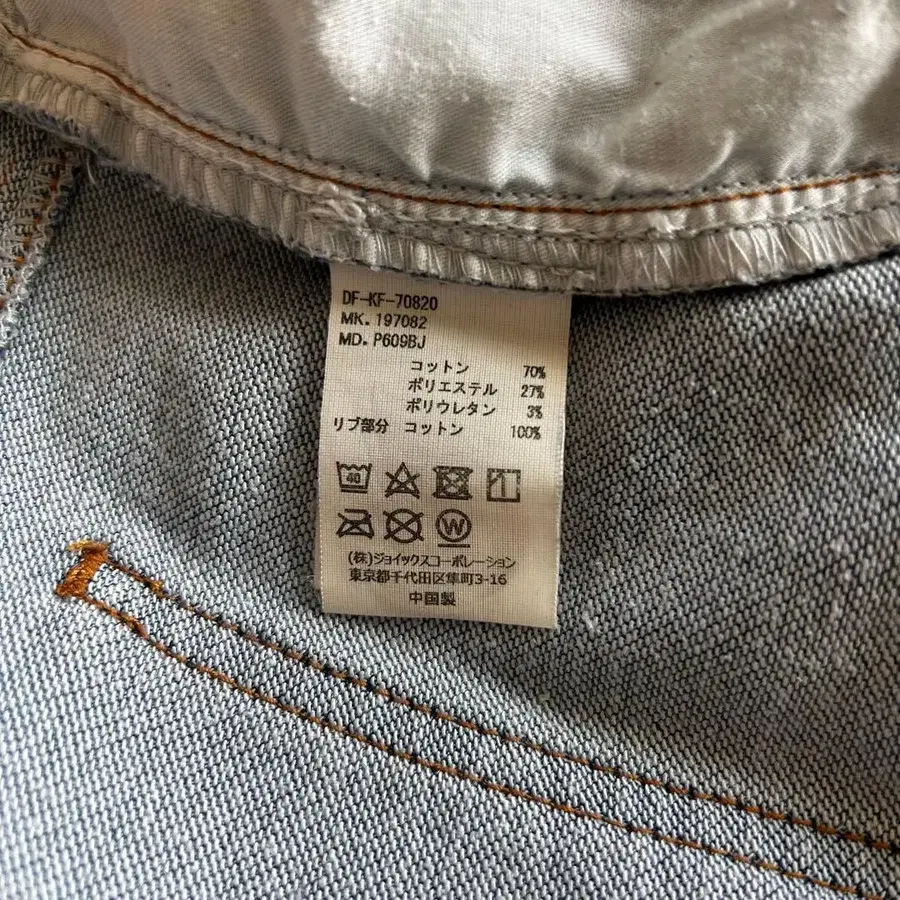 DF-KF-70820
MK. 197082
MD. P609BJ
コットン 70%
ポリエステル 27%
ポリウレタン 3%
リブ部分 コットン 100%
40
W
(株)ジョイックスコーポレーション
東京都千代田区隼町3-16
中国製